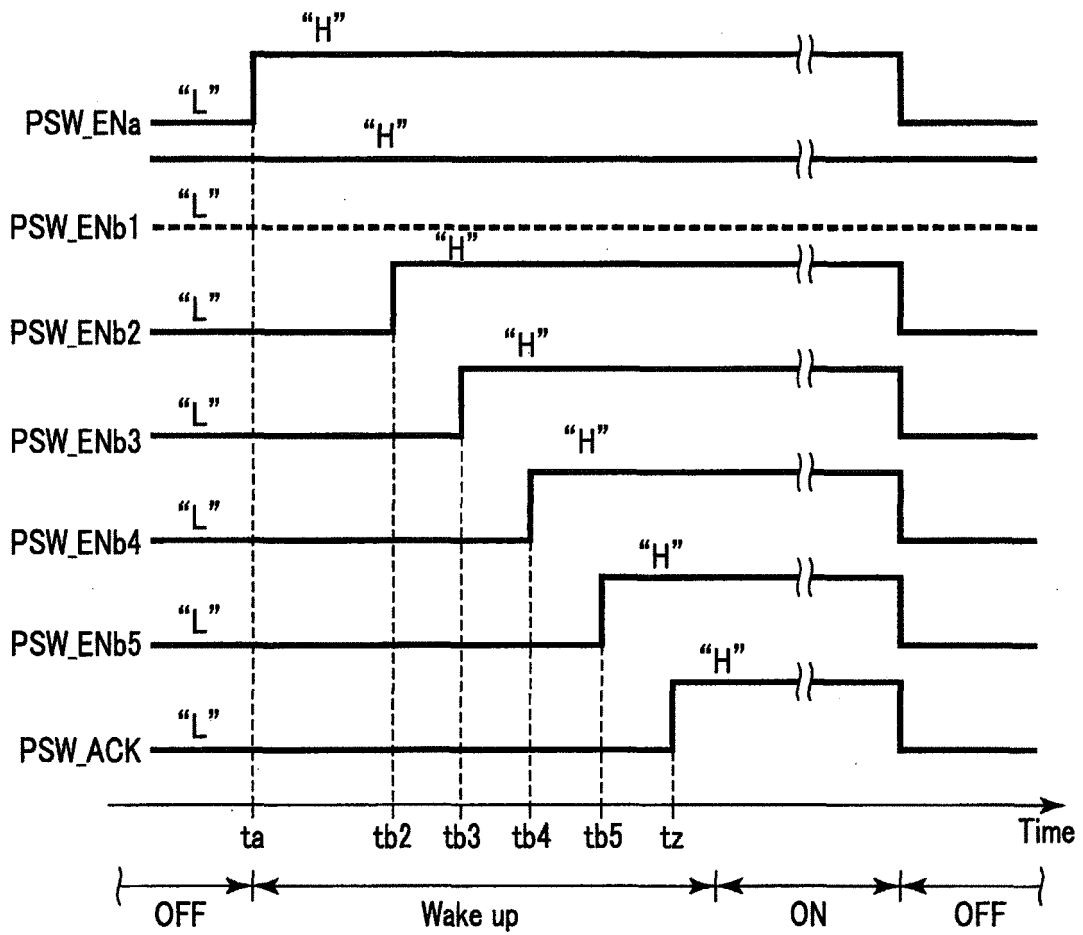 “H”
“L”
PSW_ENa
“H”
“L”
PSW_ENb1
“H”
“L”
PSW_ENb2
“H”
“L”
PSW_ENb3
“H”
“L”
PSW_ENb4
“H”
“L”
PSW_ENb5
“H”
“L”
PSW_ACK
ta tb2 tb3 tb4 tb5 tz Time
OFF Wake up ON OFF